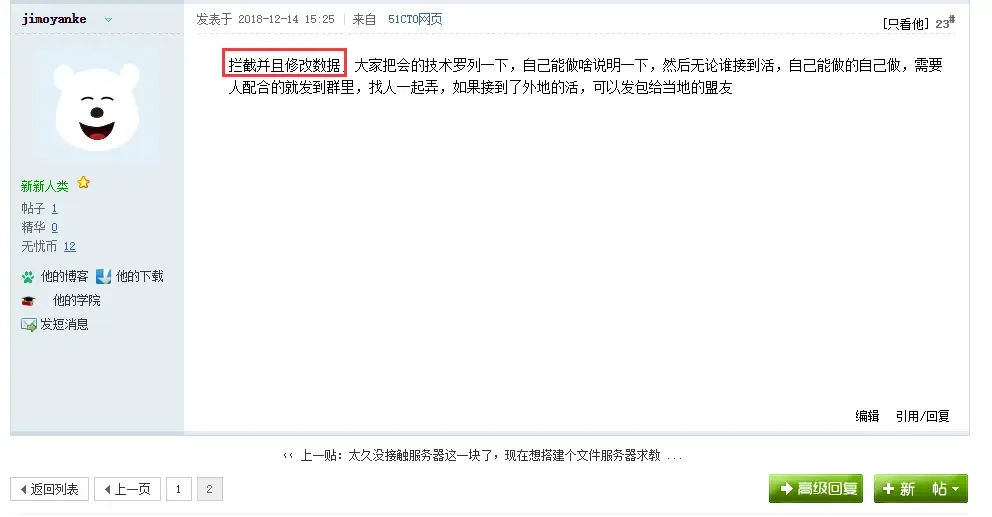 jimoyanke
发表于 2018-12-14 15:25 | 来自 51CTO网页
[只看他] 23#
拦截并且修改数据，大家把会的技术罗列一下，自己能做啥说明一下，然后无论谁接到活，自己能做的自己做，需要
人配合的就发到群里，找人一起弄，如果接到了外地的活，可以发包给当地的盟友
新新人类
帖子 1
精华 0
无忧币 12
他的博客 他的下载
他的学院
发短消息
编辑 引用/回复
‹‹ 上一贴：太久没接触服务器这一块了，现在想搭建个文件服务器求教 ...
返回列表 上一页 1 2
高级回复 新 帖